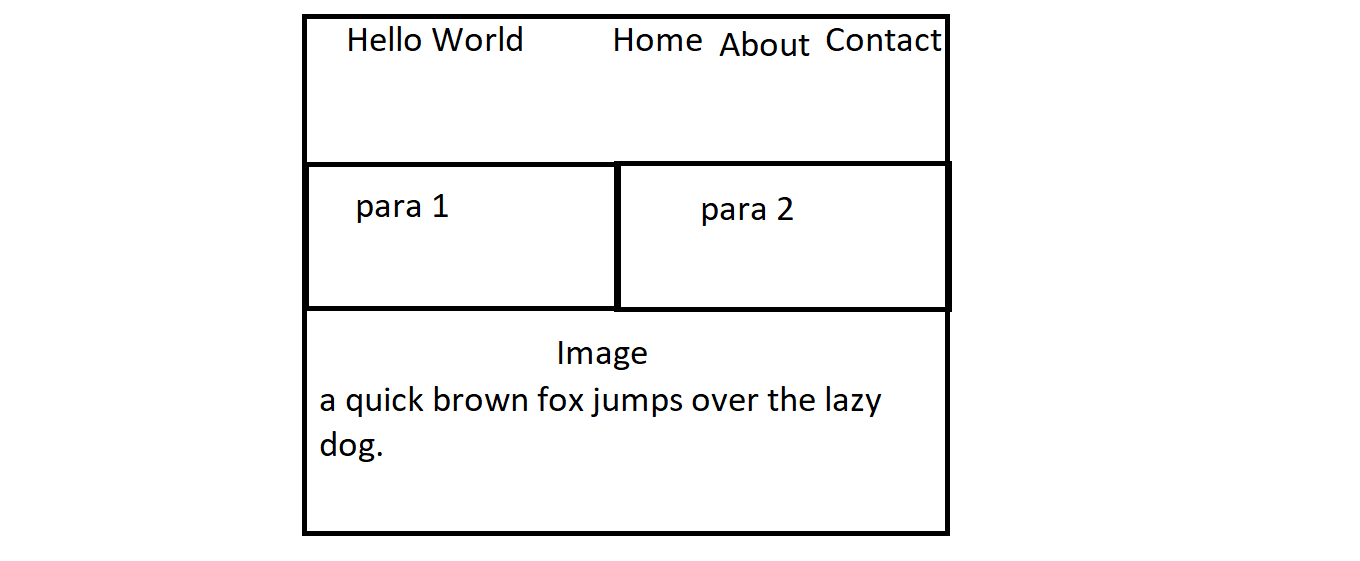 Hello World Home About Contact
para 1 para 2
Image
a quick brown fox jumps over the lazy
dog.